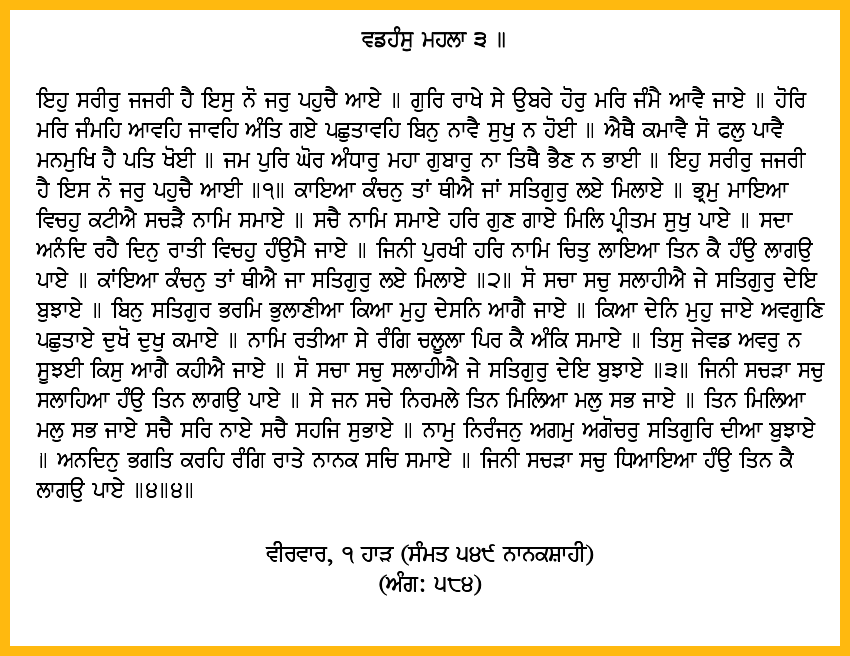 ਵਡਹੰਸੁ ਮਹਲਾ ੩ ॥
ਇਹੁ ਸਰੀਰੁ ਜਜਰੀ ਹੈ ਇਸੁ ਨੋ ਜਰੁ ਪਹੁਚੈ ਆਏ ॥ ਗੁਰਿ ਰਾਖੇ ਸੇ ਉਬਰੇ ਹੋਰੁ ਮਰਿ ਜੰਮੈ ਆਵੈ ਜਾਏ ॥ ਹੋਰਿ
ਮਰਿ ਜੰਮਹਿ ਆਵਹਿ ਜਾਵਹਿ ਅੰਤਿ ਗਏ ਪਛੁਤਾਵਹਿ ਬਿਨੁ ਨਾਵੈ ਸੁਖੁ ਨ ਹੋਈ ॥ ਐਥੈ ਕਮਾਵੈ ਸੋ ਫਲੁ ਪਾਵੈ
ਮਨਮੁਖਿ ਹੈ ਪਤਿ ਖੋਈ ॥ ਜਮ ਪੁਰਿ ਘੋਰ ਅੰਧਾਰੁ ਮਹਾ ਗੁਬਾਰੁ ਨਾ ਤਿਥੈ ਭੈਣ ਨ ਭਾਈ ॥ ਇਹੁ ਸਰੀਰੁ ਜਜਰੀ
ਹੈ ਇਸ ਨੋ ਜਰੁ ਪਹੁਚੈ ਆਈ ॥੧॥ ਕਾਇਆ ਕੰਚਨੁ ਤਾਂ ਥੀਐ ਜਾਂ ਸਤਿਗੁਰੁ ਲਏ ਮਿਲਾਏ ॥ ਭ੍ਰਮੁ ਮਾਇਆ
ਵਿਚਹੁ ਕਟੀਐ ਸਚੜੈ ਨਾਮਿ ਸਮਾਏ ॥ ਸਚੈ ਨਾਮਿ ਸਮਾਏ ਹਰਿ ਗੁਣ ਗਾਏ ਮਿਲਿ ਪ੍ਰੀਤਮ ਸੁਖੁ ਪਾਏ ॥ ਸਦਾ
ਅਨੰਦਿ ਰਹੈ ਦਿਨੁ ਰਾਤੀ ਵਿਚਹੁ ਹੰਉਮੈ ਜਾਏ ॥ ਜਿਨੀ ਪੁਰਖੀ ਹਰਿ ਨਾਮਿ ਚਿਤੁ ਲਾਇਆ ਤਿਨ ਕੈ ਹੰਉ ਲਾਗਉ
ਪਾਏ ॥ ਕਾਂਇਆ ਕੰਚਨੁ ਤਾਂ ਥੀਐ ਜਾ ਸਤਿਗੁਰੁ ਲਏ ਮਿਲਾਏ ॥੨॥ ਸੋ ਸਚਾ ਸਚੁ ਸਲਾਹੀਐ ਜੇ ਸਤਿਗੁਰੁ ਦੇਇ
ਬੁਝਾਏ ॥ ਬਿਨੁ ਸਤਿਗੁਰ ਭਰਮਿ ਭੁਲਾਣੀਆ ਕਿਆ ਮੁਹੁ ਦੇਸਨਿ ਆਗੈ ਜਾਏ ॥ ਕਿਆ ਦੇਨਿ ਮੁਹੁ ਜਾਏ ਅਵਗੁਣਿ
ਪਛੁਤਾਏ ਦੁਖੋ ਦੁਖੁ ਕਮਾਏ ॥ ਨਾਮਿ ਰਤੀਆ ਸੇ ਰੰਗਿ ਚਲੂਲਾ ਪਿਰ ਕੈ ਅੰਕਿ ਸਮਾਏ ॥ ਤਿਸੁ ਜੇਵਡ ਅਵਰੁ ਨ
ਸੂਝਈ ਕਿਸੁ ਆਗੈ ਕਹੀਐ ਜਾਏ ॥ ਸੋ ਸਚਾ ਸਚੁ ਸਲਾਹੀਐ ਜੇ ਸਤਿਗੁਰੁ ਦੇਇ ਬੁਝਾਏ ॥੩॥ ਜਿਨੀ ਸਚੜਾ ਸਚੁ
ਸਲਾਹਿਆ ਹੰਉ ਤਿਨ ਲਾਗਉ ਪਾਏ ॥ ਸੇ ਜਨ ਸਚੇ ਨਿਰਮਲੇ ਤਿਨ ਮਿਲਿਆ ਮਲੁ ਸਭ ਜਾਏ ॥ ਤਿਨ ਮਿਲਿਆ
ਮਲੁ ਸਭ ਜਾਏ ਸਚੈ ਸਰਿ ਨਾਏ ਸਚੈ ਸਹਜਿ ਸੁਭਾਏ ॥ ਨਾਮੁ ਨਿਰੰਜਨੁ ਅਗਮੁ ਅਗੋਚਰੁ ਸਤਿਗੁਰਿ ਦੀਆ ਬੁਝਾਏ
॥ ਅਨਦਿਨੁ ਭਗਤਿ ਕਰਹਿ ਰੰਗਿ ਰਾਤੇ ਨਾਨਕ ਸਚਿ ਸਮਾਏ ॥ ਜਿਨੀ ਸਚੜਾ ਸਚੁ ਧਿਆਇਆ ਹੰਉ ਤਿਨ ਕੈ
ਲਾਗਉ ਪਾਏ ॥੪॥੪॥
ਵੀਰਵਾਰ, ੧ ਹਾੜ (ਸੰਮਤ ੫੪੯ ਨਾਨਕਸ਼ਾਹੀ)
(ਅੰਗ: ੫੮੪)